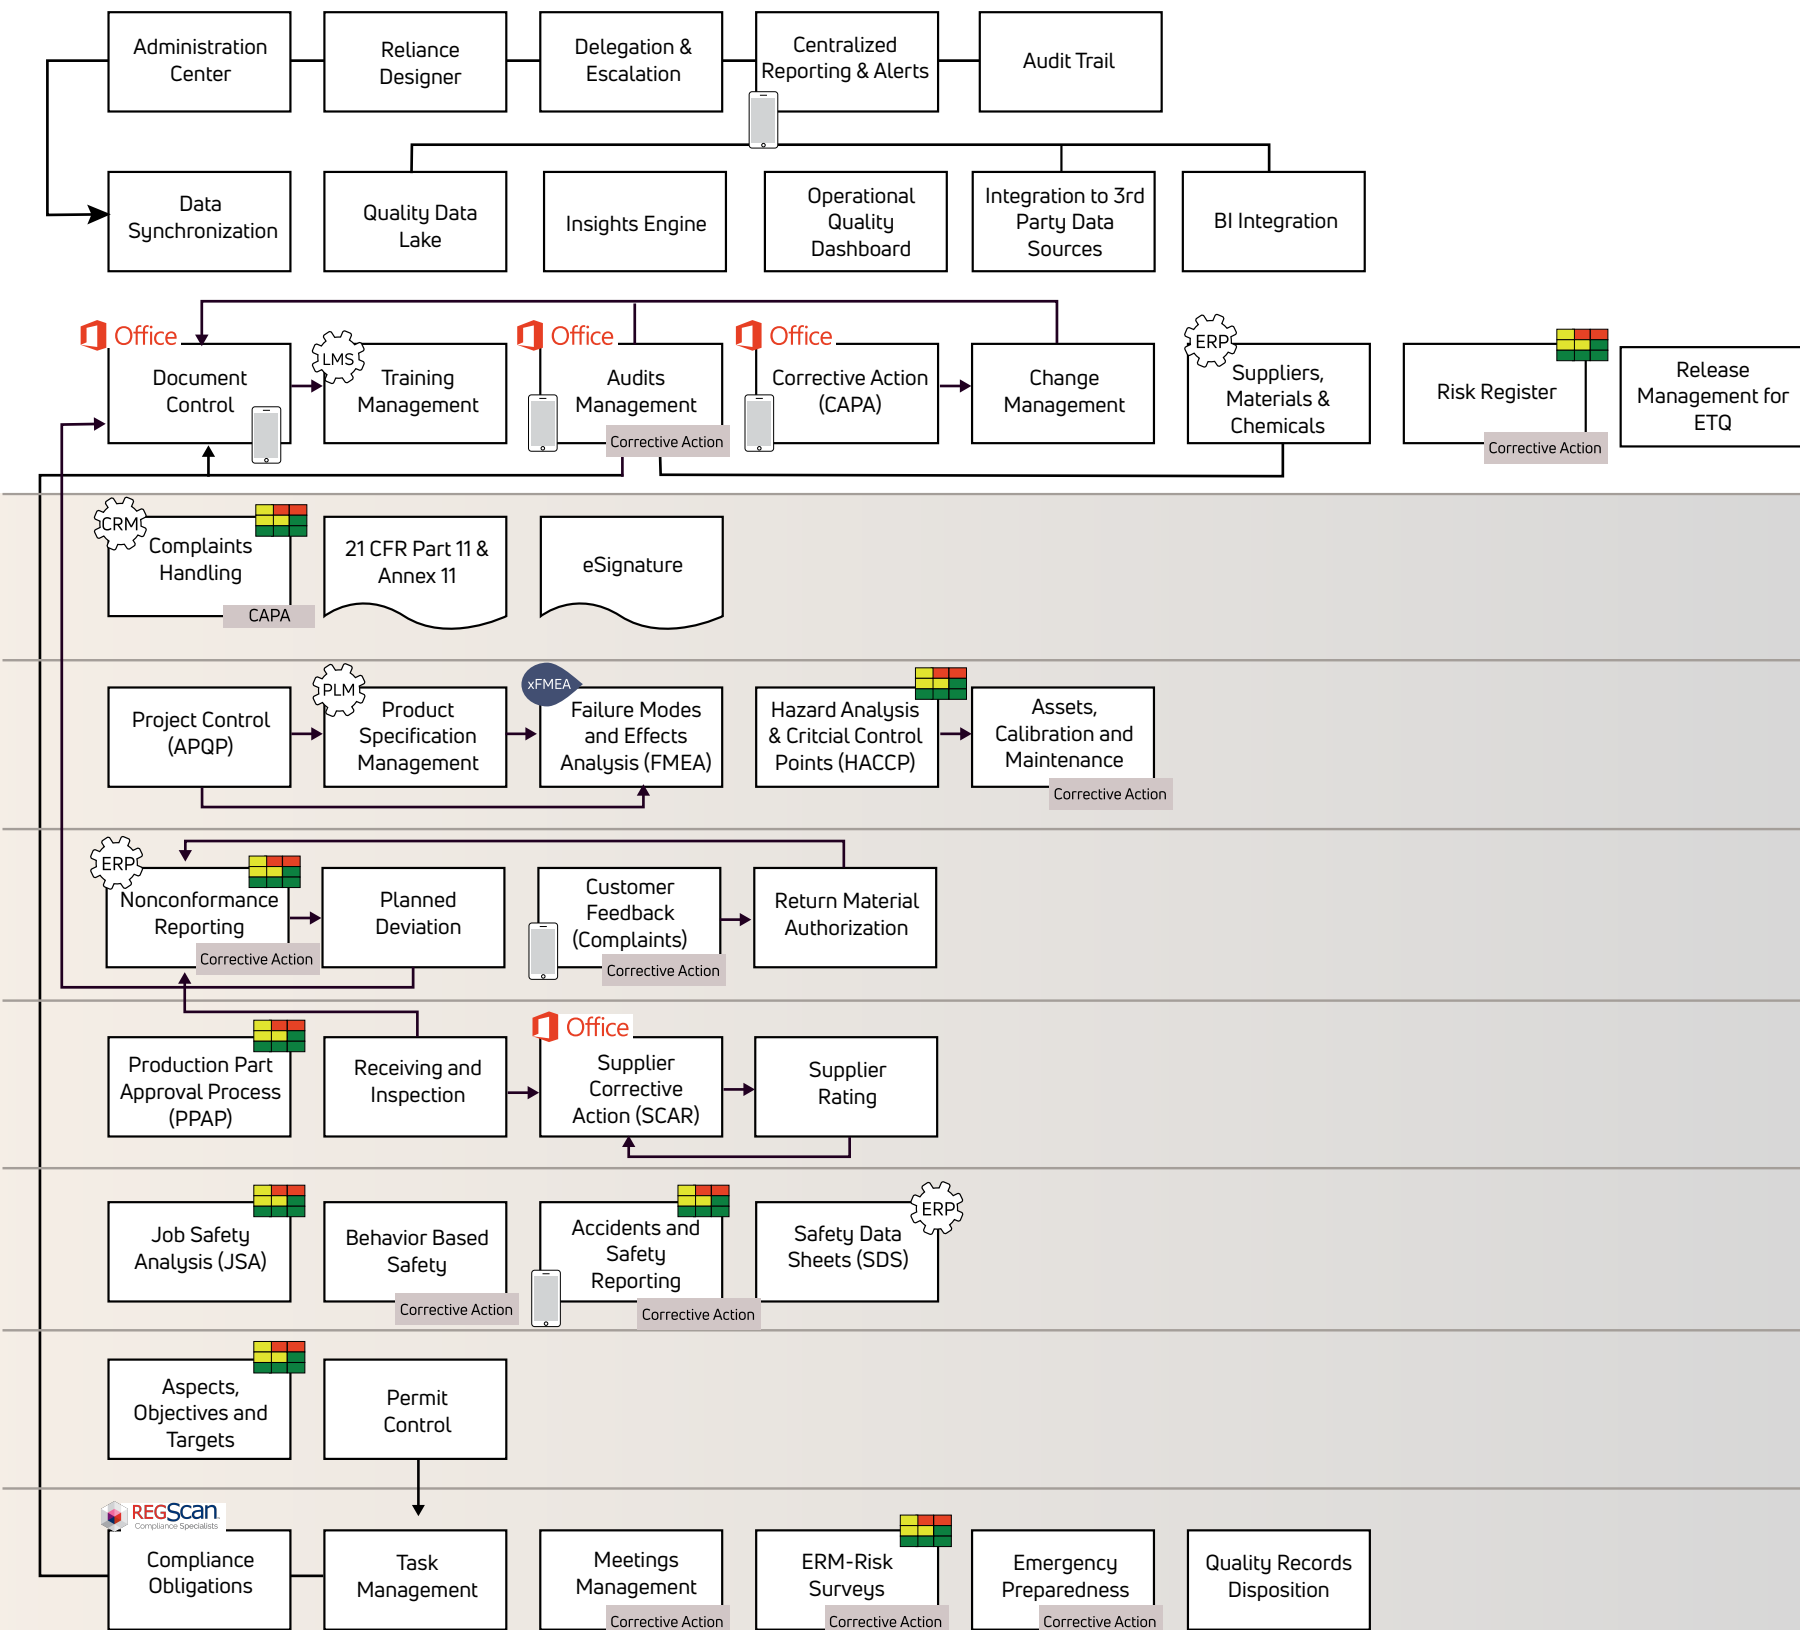 Administration
Center
Reliance
Designer
Delegation &
Escalation
Centralized
Reporting & Alerts
Audit Trail
Data
Synchronization
Quality Data
Lake
Insights Engine
Operational
Quality
Dashboard
Integration to 3rd
Party Data
Sources
BI Integration
Office
Document
Control
LMS
Training
Management
Office
Audits
Management
Corrective Action
Office
Corrective Action
(CAPA)
Change
Management
ERP
Suppliers,
Materials &
Chemicals
Risk Register
Corrective Action
Release
Management for
ETQ
CRM
Complaints
Handling
CAPA
21 CFR Part 11 &
Annex 11
eSignature
Project Control
(APQP)
PLM
Product
Specification
Management
xFMEA
Failure Modes
and Effects
Analysis (FMEA)
Hazard Analysis
& Critcial Control
Points (HACCP)
Assets,
Calibration and
Maintenance
Corrective Action
ERP
Nonconformance
Reporting
Corrective Action
Planned
Deviation
Customer
Feedback
(Complaints)
Corrective Action
Return Material
Authorization
Production Part
Approval Process
(PPAP)
Receiving and
Inspection
Office
Supplier
Corrective
Action (SCAR)
Supplier
Rating
Job Safety
Analysis (JSA)
Behavior Based
Safety
Corrective Action
Accidents and
Safety
Reporting
Corrective Action
ERP
Safety Data
Sheets (SDS)
Aspects,
Objectives and
Targets
Permit
Control
REGScan
Compliance Specialists
Compliance
Obligations
Task
Management
Meetings
Management
Corrective Action
ERM-Risk
Surveys
Corrective Action
Emergency
Preparedness
Corrective Action
Quality Records
Disposition